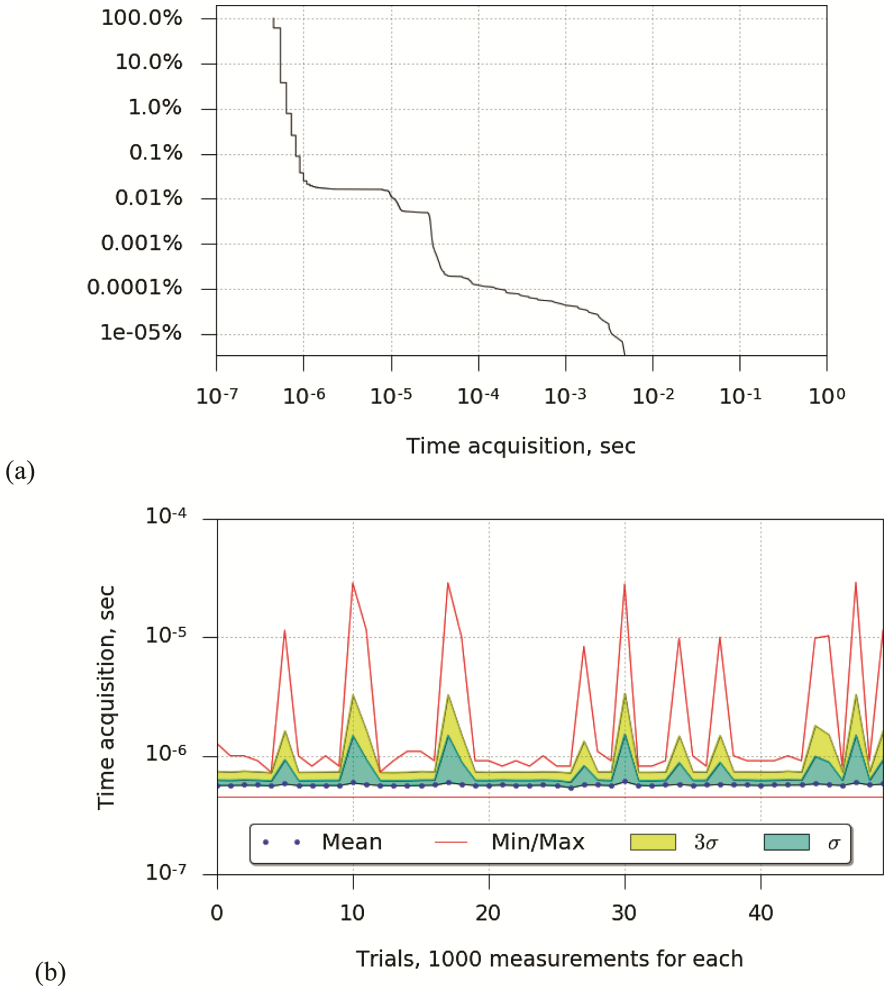 100.0%
10.0%
1.0%
0.1%
0.01%
0.001%
0.0001%
1e-05%
10-7 10-6 10-5 10-4 10-3 10-2 10-1 100
Time acquisition, sec
(a)
10-4
10-5
10-6
10-7
Time acquisition, sec
Mean Min/Max 3σ σ
0 10 20 30 40
Trials, 1000 measurements for each
(b)